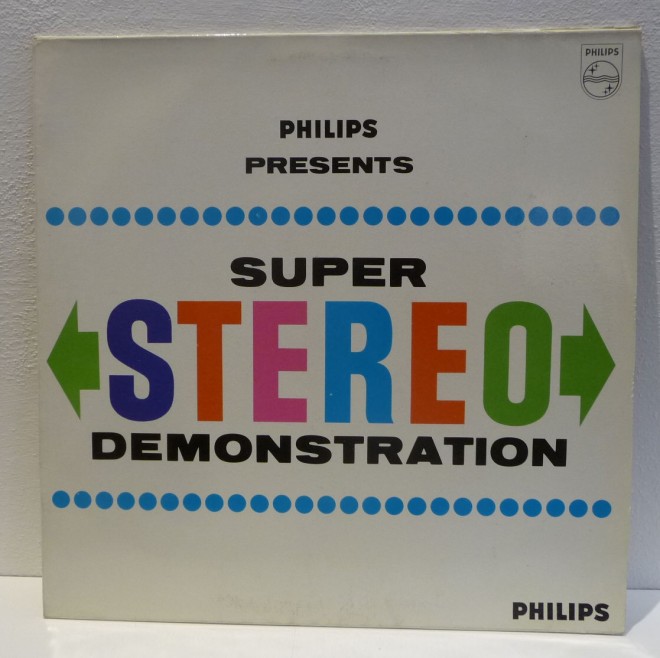 PHILIPS
PHILIPS
PRESENTS
SUPER
STEREO
DEMONSTRATION
PHILIPS